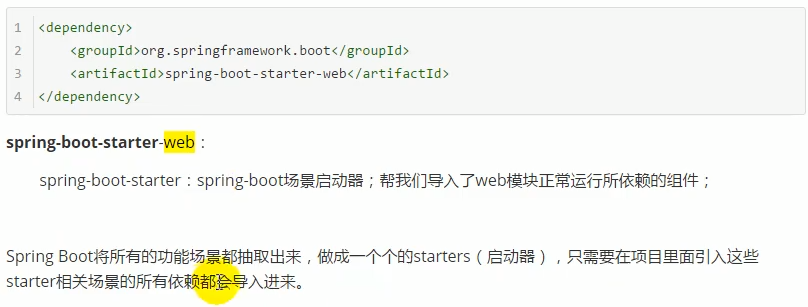 1 <dependency>
2 <groupId>org.springframework.boot</groupId>
3 <artifactId>spring-boot-starter-web</artifactId>
4 </dependency>
spring-boot-starter-web：
spring-boot-starter：spring-boot场景启动器；帮我们导入了web模块正常运行所依赖的组件；
Spring Boot将所有的功能场景都抽取出来，做成一个个的starters（启动器），只需要在项目里面引入这些
starter相关场景的所有依赖都会导入进来。